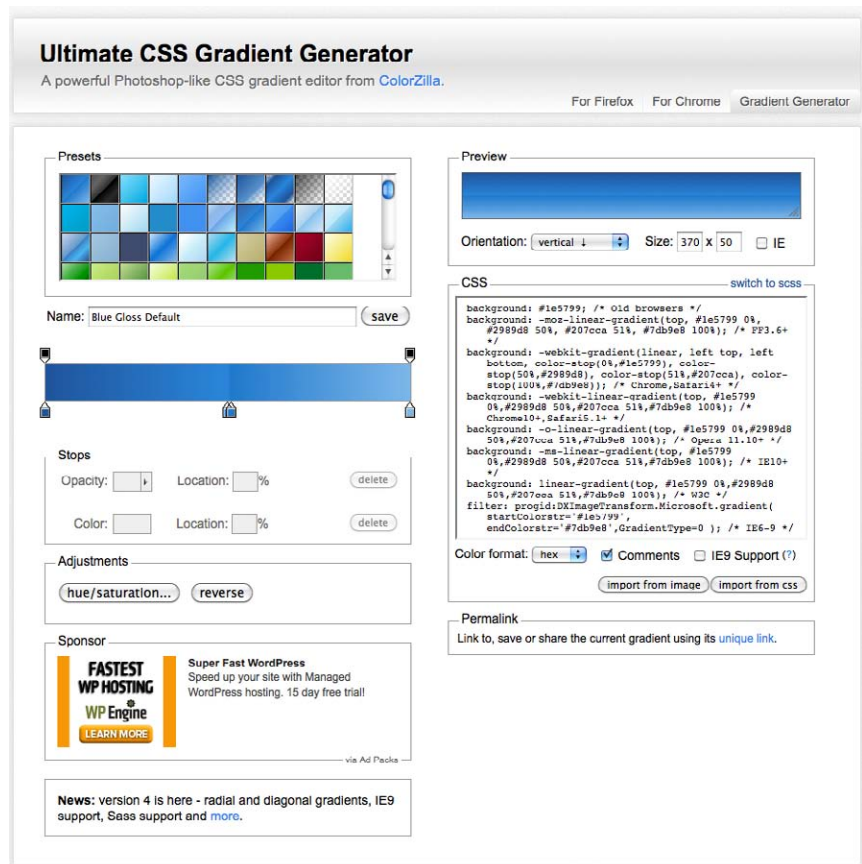 Ultimate CSS Gradient Generator
A powerful Photoshop-like CSS gradient editor from ColorZilla.
For Firefox For Chrome Gradient Generator
Presets
Name: Blue Gloss Default save
Stops
Opacity: Location: % delete
Color: Location: % delete
Adjustments
hue/saturation... reverse
Sponsor
FASTEST
WP HOSTING
WP Engine
LEARN MORE
Super Fast WordPress
Speed up your site with Managed
WordPress hosting. 15 day free trial!
via Ad Packs
News: version 4 is here - radial and diagonal gradients, IE9
support, Sass support and more.
Preview
Orientation: vertical ↓ Size: 370 x 50 IE
CSS switch to scss
background: #1e5799; /* Old browsers */
background: -moz-linear-gradient(top, #1e5799 0%,
#2989d8 50%, #207cca 51%, #7db9e8 100%); /* FF3.6+
*/
background: -webkit-gradient(linear, left top, left
bottom, color-stop(0%,#1e5799), color-
stop(50%,#2989d8), color-stop(51%,#207cca), color-
stop(100%,#7db9e8)); /* Chrome,Safari4+ */
background: -webkit-linear-gradient(top, #1e5799
0%,#2989d8 50%,#207cca 51%,#7db9e8 100%); /*
Chrome10+,Safari5.1+ */
background: -o-linear-gradient(top, #1e5799 0%,#2989d8
50%,#207cca 51%,#7db9e8 100%); /* Opera 11.10+ */
background: -ms-linear-gradient(top, #1e5799
0%,#2989d8 50%,#207cca 51%,#7db9e8 100%); /* IE10+
*/
background: linear-gradient(top, #1e5799 0%,#2989d8
50%,#207cca 51%,#7db9e8 100%); /* W3C */
filter: progid:DXImageTransform.Microsoft.gradient(
startColorstr='#1e5799',
endColorstr='#7db9e8',GradientType=0 ); /* IE6-9 */
Color format: hex Comments IE9 Support (?)
import from image import from css
Permalink
Link to, save or share the current gradient using its unique link.